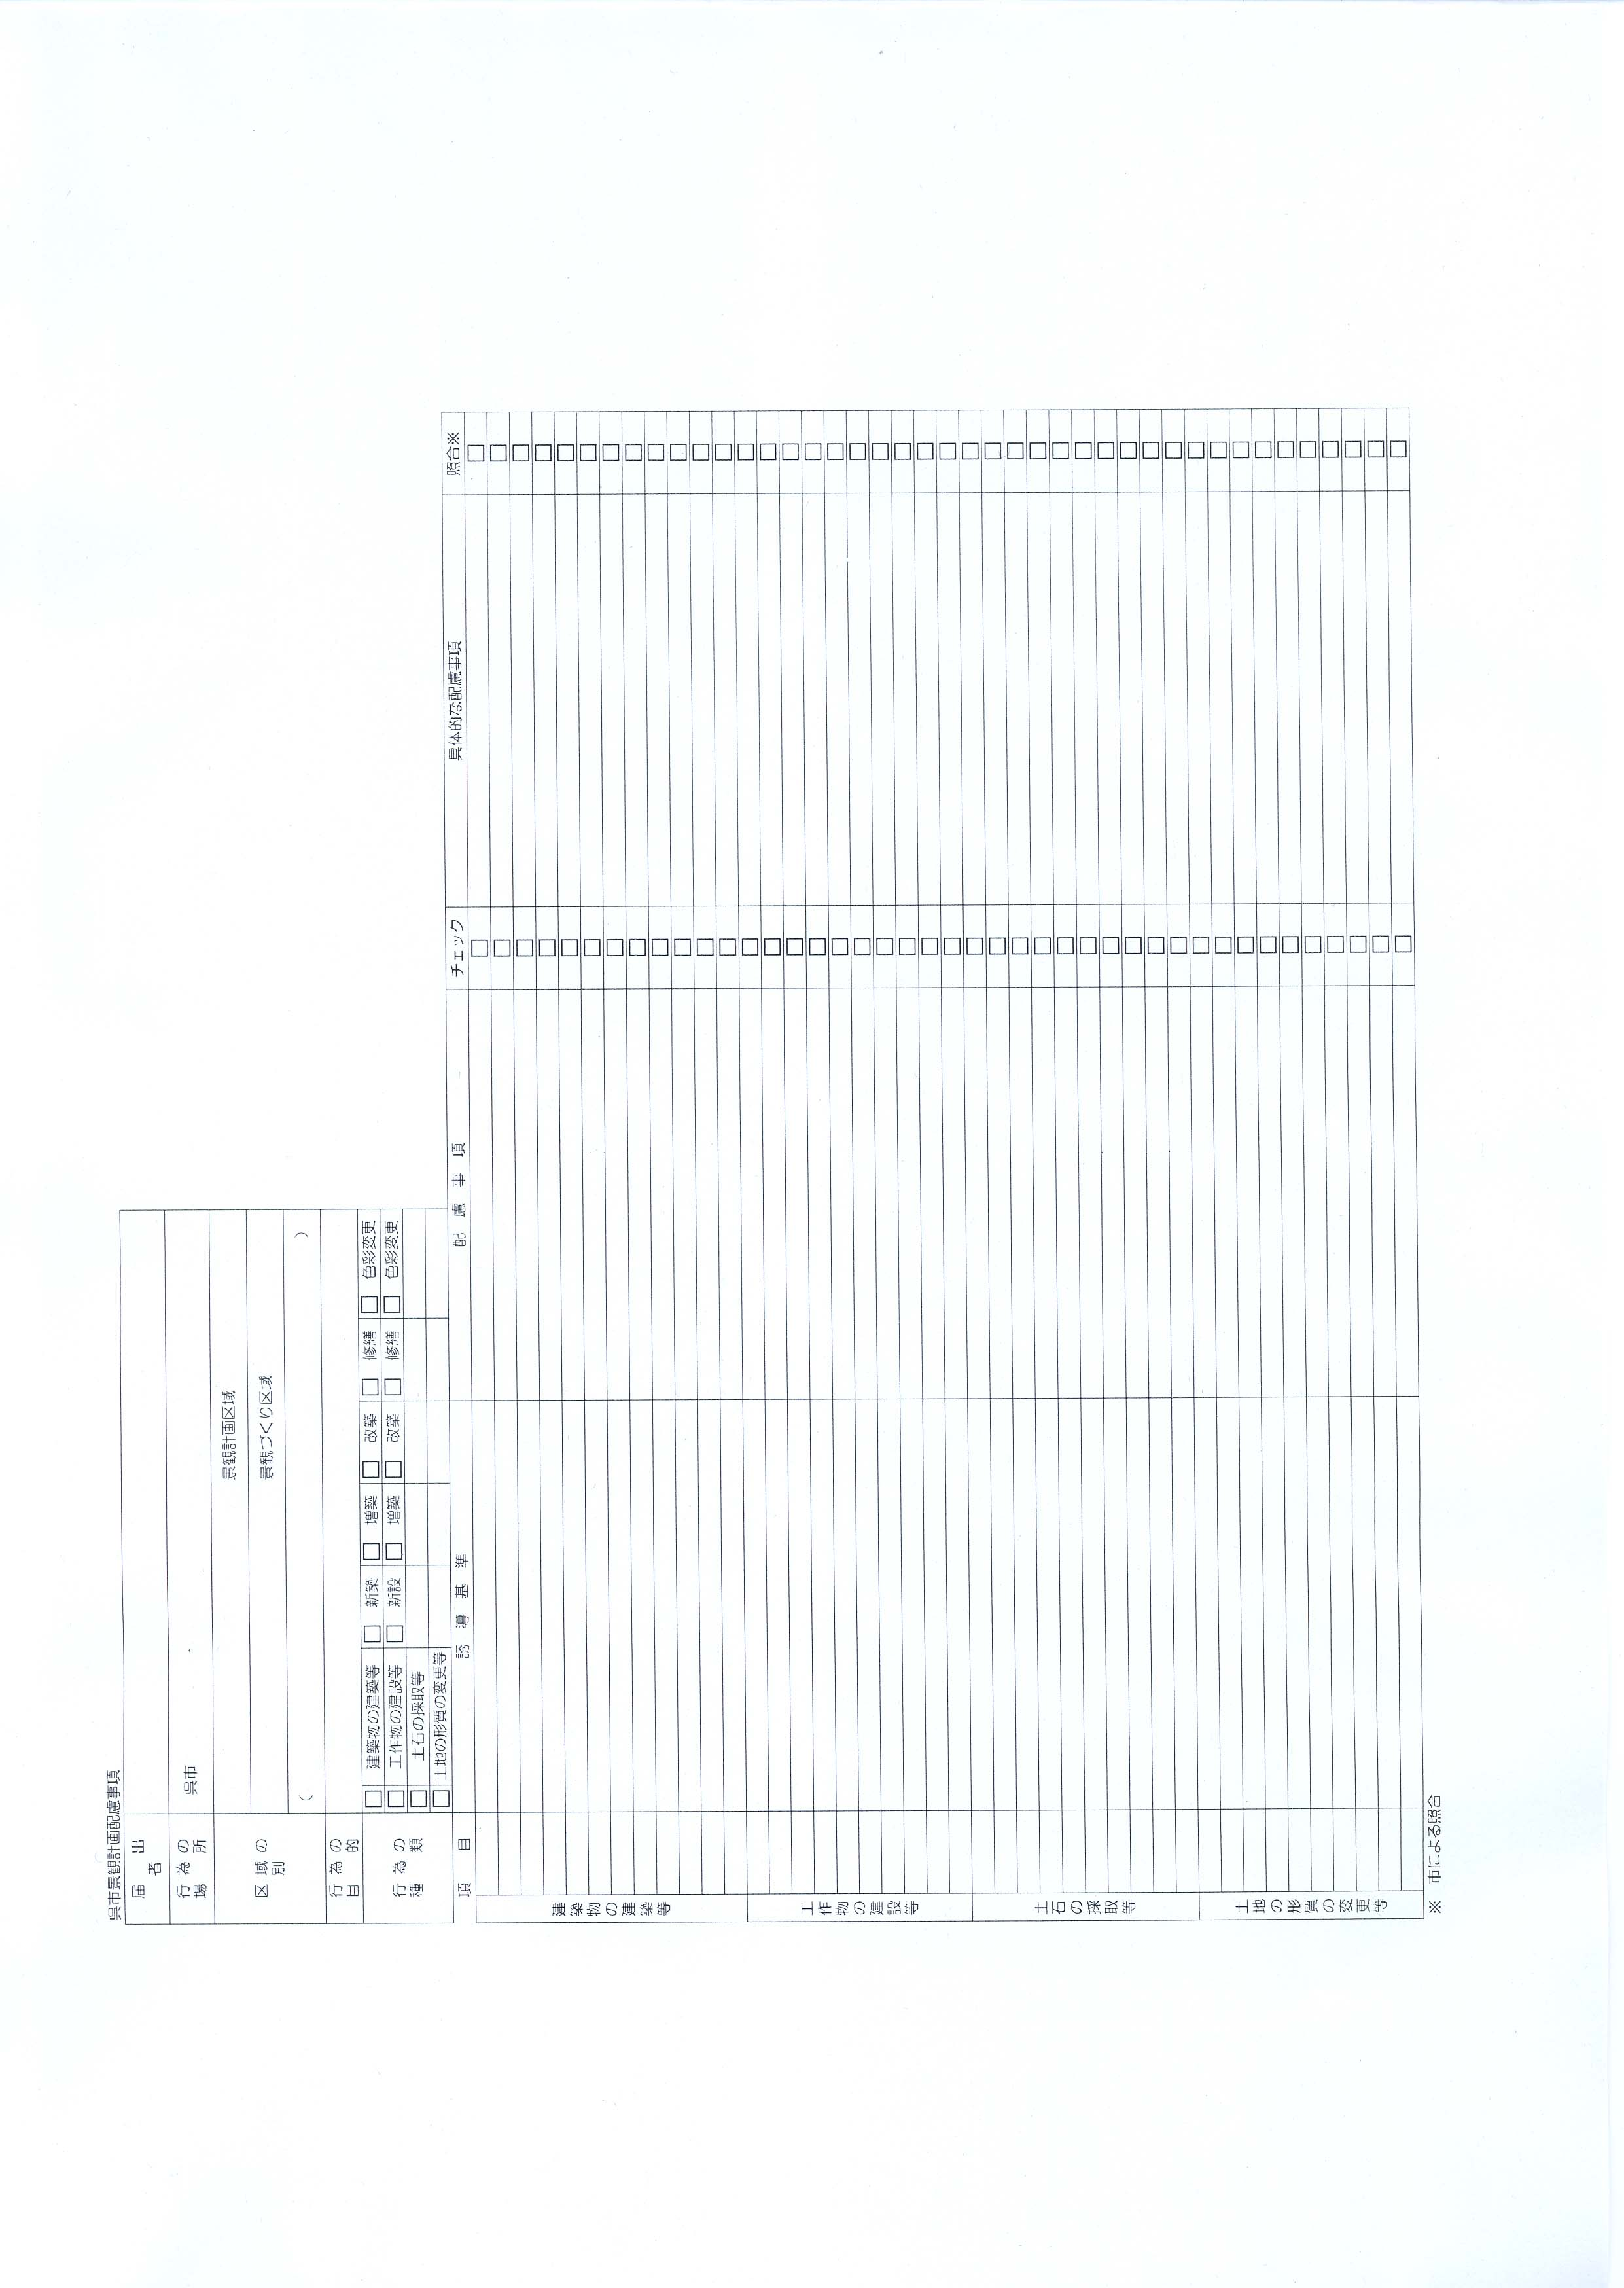 呉市景観計画配慮事項
届出者
行為の場所 呉市
区域の別 景観計画区域
景観づくり区域
( )
行為の目的
行為の種類 □ 建築物の建築等 □ 新築 □ 増築 □ 改築 □ 修繕 □ 色彩変更
□ 工作物の建設等 □ 新設 □ 増築 □ 改築 □ 修繕 □ 色彩変更
□ 土石の採取等
□ 土地の形質の変更等
項目 誘導基準 配慮事項 チェック 具体的な配慮事項 照合※
建築物の建築等
工作物の建設等
土石の採取等
土地の形質の変更等
※ 市による照合